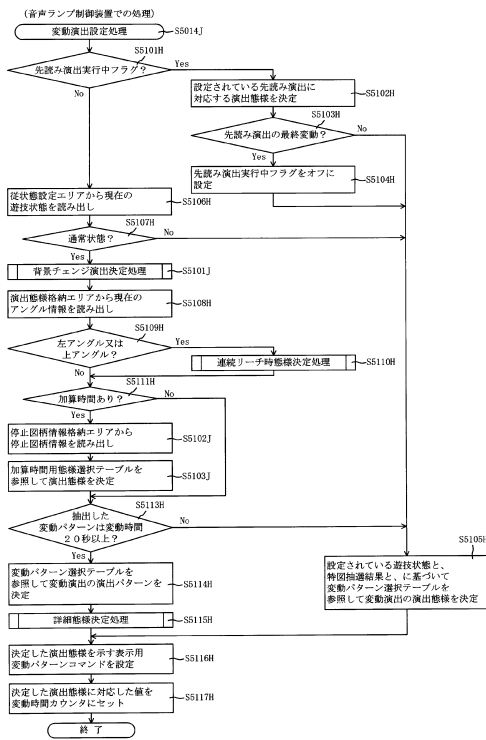 (音声ランプ制御装置での処理)
変動演出設定処理
S5014J
S5101H
先読み演出実行中フラグ?
Yes
No
設定されている先読み演出に
対応する演出態様を決定
S5102H
S5103H
先読み演出の最終変動?
No
Yes
先読み演出実行中フラグをオフに
設定
S5104H
従状態設定エリアから現在の
遊技状態を読み出し
S5106H
S5107H
通常状態?
No
Yes
背景チェンジ演出決定処理
S5101J
演出態様格納エリアから現在の
アングル情報を読み出し
S5108H
S5109H
左アングル又は
上アングル?
Yes
No
連続リーチ時態様決定処理
S5110H
S5111H
加算時間あり?
No
Yes
停止図柄情報格納エリアから
停止図柄情報を読み出し
S5102J
加算時間用態様選択テーブルを
参照して演出態様を決定
S5103J
S5113H
抽出した
変動パターンは変動時間
20秒以上?
No
Yes
S5105H
設定されている遊技状態と、
特図抽選結果と、に基づいて
変動パターン選択テーブルを
参照して変動演出の演出態様を決定
変動パターン選択テーブルを
参照して変動演出の演出パターンを
決定
S5114H
詳細態様決定処理
S5115H
決定した演出態様を示す表示用
変動パターンコマンドを設定
S5116H
決定した演出態様に対応した値を
変動時間カウンタにセット
S5117H
終了